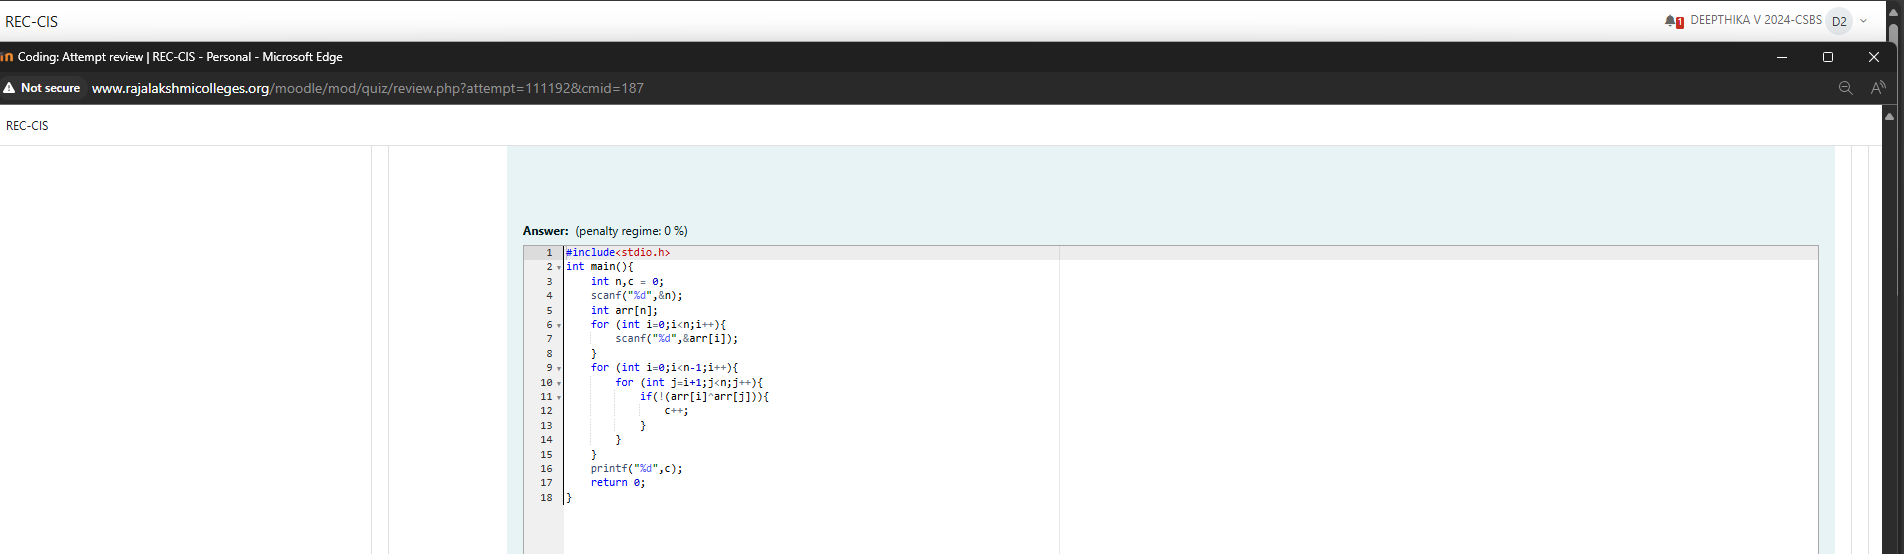 REC-CIS
1 DEEPTHIKA V 2024-CSBS D2
in Coding: Attempt review | REC-CIS - Personal - Microsoft Edge
Not secure www.rajalakshmicolleges.org/moodle/mod/quiz/review.php?attempt=111192&cmid=187
REC-CIS
Answer: (penalty regime: 0 %)
1 #include<stdio.h>
2 int main(){
3 int n,c = 0;
4 scanf("%d",&n);
5 int arr[n];
6 for (int i=0;i<n;i++){
7 scanf("%d",&arr[i]);
8 }
9 for (int i=0;i<n-1;i++){
10 for (int j=i+1;j<n;j++){
11 if(!(arr[i]^arr[j])){
12 c++;
13 }
14 }
15 }
16 printf("%d",c);
17 return 0;
18 }